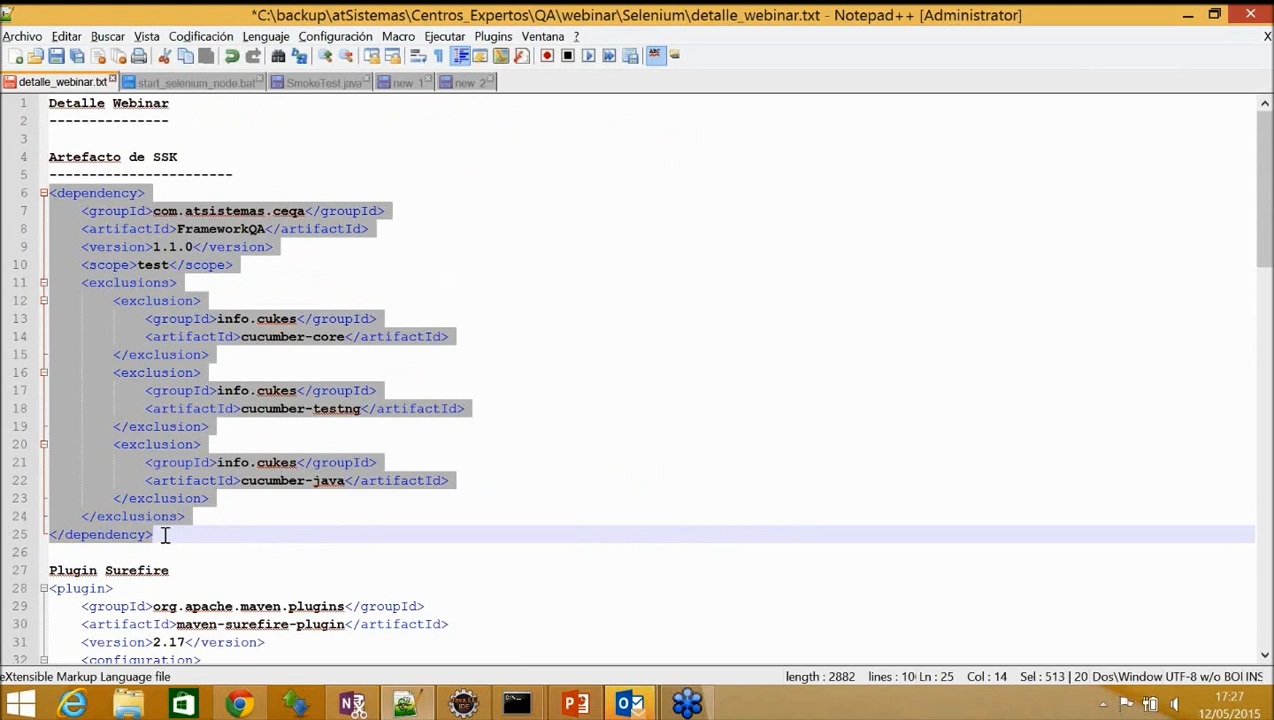 *C:\backup\atSistemas\Centros_Expertos\QA\webinar\Selenium\detalle_webinar.txt - Notepad++ [Administrator]
Archivo Editar Buscar Vista Codificación Lenguaje Configuración Macro Ejecutar Plugins Ventana ? X
detalle_webinar.txt start_selenium_node.bat SmokeTest.java new 1 new 2
1 Detalle Webinar
2 ---------------
3
4 Artefacto de SSK
5 -----------------------
6 <dependency>
7 <groupId>com.atsistemas.ceqa</groupId>
8 <artifactId>FrameworkQA</artifactId>
9 <version>1.1.0</version>
10 <scope>test</scope>
11 <exclusions>
12 <exclusion>
13 <groupId>info.cukes</groupId>
14 <artifactId>cucumber-core</artifactId>
15 </exclusion>
16 <exclusion>
17 <groupId>info.cukes</groupId>
18 <artifactId>cucumber-testng</artifactId>
19 </exclusion>
20 <exclusion>
21 <groupId>info.cukes</groupId>
22 <artifactId>cucumber-java</artifactId>
23 </exclusion>
24 </exclusions>
25 </dependency>
26
27 Plugin Surefire
28 <plugin>
29 <groupId>org.apache.maven.plugins</groupId>
30 <artifactId>maven-surefire-plugin</artifactId>
31 <version>2.17</version>
32 <configuration>
eXtensible Markup Language file length : 2882 lines : 10 Ln : 25 Col : 14 Sel : 513 | 20 Dos\Window UTF-8 w/o BOI INS
17:27
12/05/2015